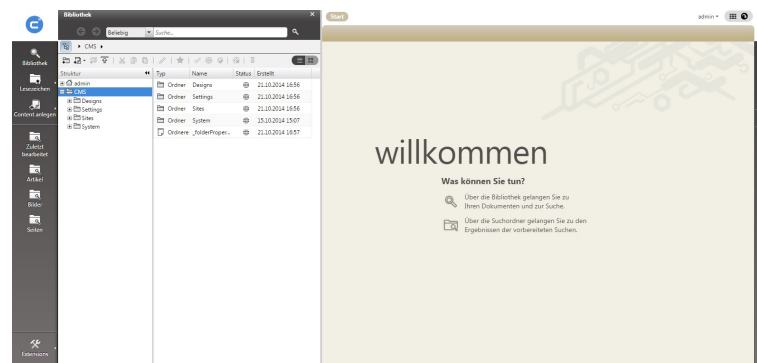 Bibliothek
Start
admin
Beliebig
Suche...
CMS
Bibliothek
Struktur
Typ Name Status Erstellt
admin
Ordner Designs 21.10.2014 16:56
Lesezeichen
CMS
Ordner Settings 21.10.2014 16:56
Designs
Settings
Ordner Sites 21.10.2014 16:56
Content anlegen
Sites
Ordner System 15.10.2014 15:07
System
Ordnere _folderProper... 21.10.2014 16:57
Zuletzt
bearbeitet
Artikel
Bilder
Seiten
Extensions
willkommen
Was können Sie tun?
Über die Bibliothek gelangen Sie zu
Ihren Dokumenten und zur Suche.
Über die Suchordner gelangen Sie zu den
Ergebnissen der vorbereiteten Suchen.